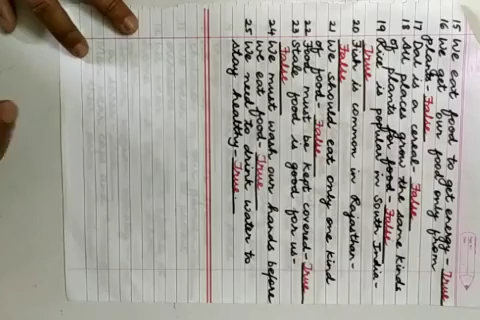 15 We eat food to get energy - True
16 We get our food only from
plants - False
17 Dal is a cereal - False
18 All places grow the same kinds
of plants for food - False
19 Rice is popular in South India -
True
20 Fish is common in Rajasthan -
False
21 We should eat only one kind
of food - False
22 Food must be kept covered - True
23 Stale food is good for us -
False
24 We must wash our hands before
we eat food - True
25 We need to drink water to
stay healthy - True